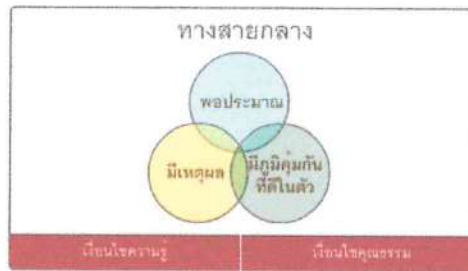 ทางสายกลาง
พอประมาณ
มีเหตุผล
มีภูมิคุ้มกัน
ที่ดีในตัว
เงื่อนไขความรู้
เงื่อนไขคุณธรรม